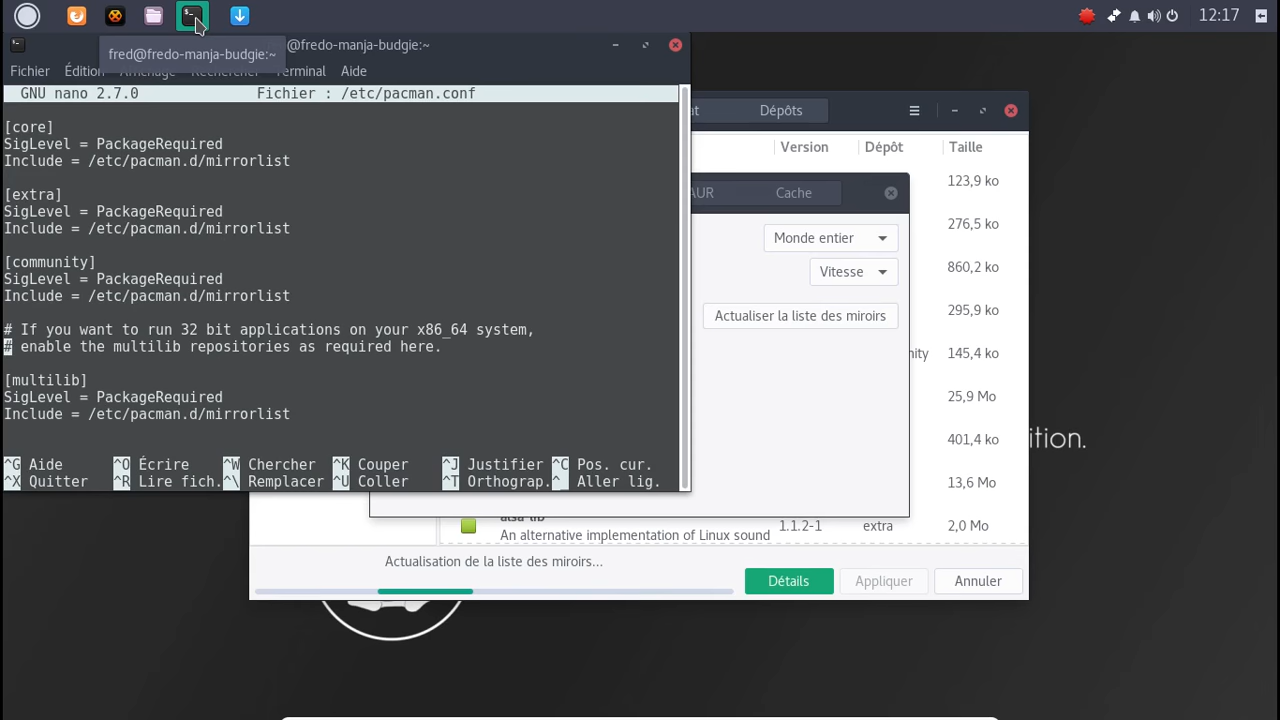 12:17
fred@fredo-manja-budgie:~
@fredo-manja-budgie:~
Fichier Édition Affichage Rechercher Terminal Aide
GNU nano 2.7.0 Fichier : /etc/pacman.conf
[core]
SigLevel = PackageRequired
Include = /etc/pacman.d/mirrorlist
[extra]
SigLevel = PackageRequired
Include = /etc/pacman.d/mirrorlist
[community]
SigLevel = PackageRequired
Include = /etc/pacman.d/mirrorlist
# If you want to run 32 bit applications on your x86_64 system,
# enable the multilib repositories as required here.
[multilib]
SigLevel = PackageRequired
Include = /etc/pacman.d/mirrorlist
^G Aide ^O Écrire ^W Chercher ^K Couper ^J Justifier ^C Pos. cur.
^X Quitter ^R Lire fich. ^\ Remplacer ^U Coller ^T Orthograp. ^_ Aller lig.
at Dépôts
Version Dépôt Taille
123,9 ko
AUR Cache
276,5 ko
Monde entier
860,2 ko
Vitesse
295,9 ko
Actualiser la liste des miroirs
nity 145,4 ko
25,9 Mo
401,4 ko
ition.
13,6 Mo
alsa-lib 1.1.2-1 extra 2,0 Mo
An alternative implementation of Linux sound
Actualisation de la liste des miroirs...
Détails Appliquer Annuler